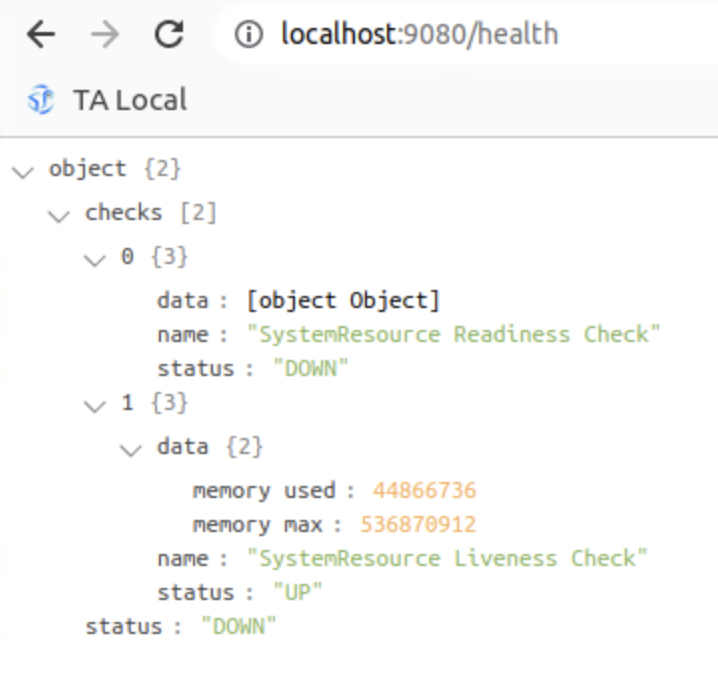 localhost:9080/health
TA Local
object {2}
checks [2]
0 {3}
data : [object Object]
name : "SystemResource Readiness Check"
status : "DOWN"
1 {3}
data {2}
memory used : 44866736
memory max : 536870912
name : "SystemResource Liveness Check"
status : "UP"
status : "DOWN"